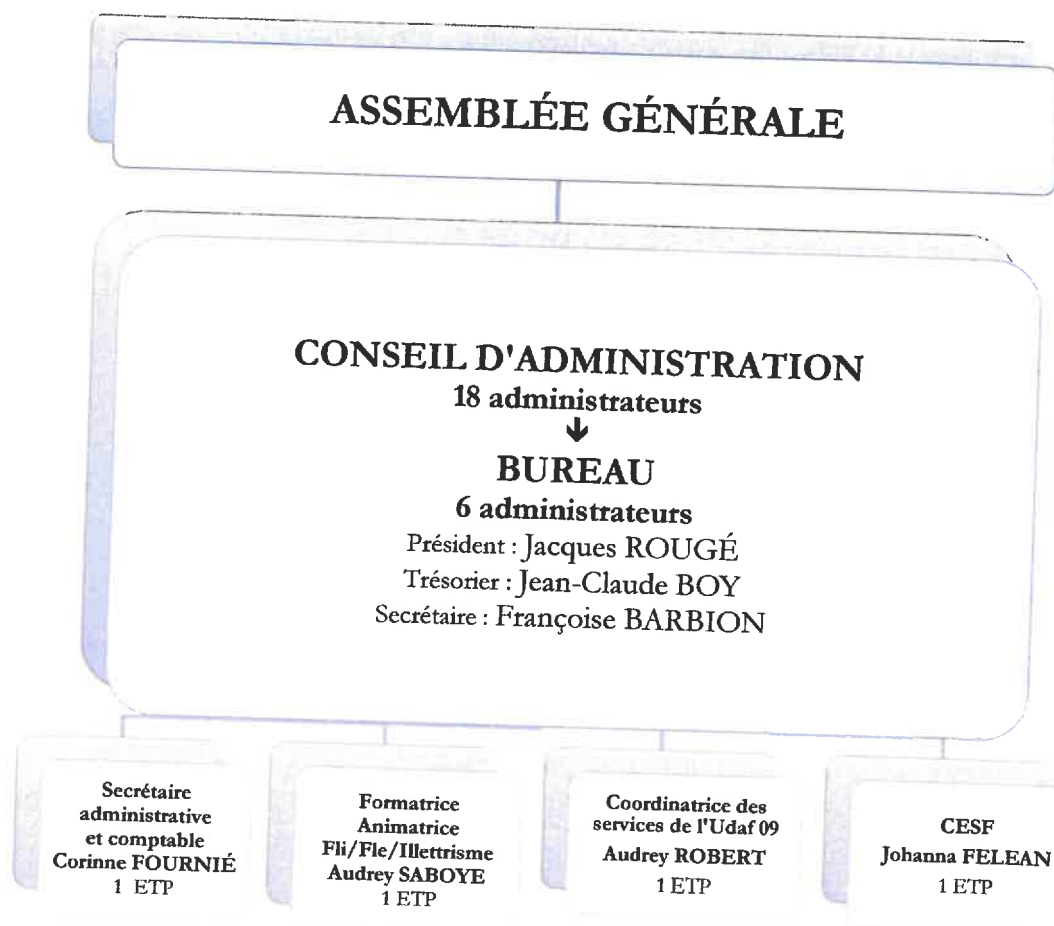 ASSEMBLÉE GÉNÉRALE
CONSEIL D'ADMINISTRATION
18 administrateurs
↓
BUREAU
6 administrateurs
Président : Jacques ROUGÉ
Trésorier : Jean-Claude BOY
Secrétaire : Françoise BARBION
Secrétaire
administrative
et comptable
Corinne FOURNIÉ
1 ETP
Formatrice
Animatrice
Fli/Fle/Illettrisme
Audrey SABOYE
1 ETP
Coordinatrice des
services de l'Udaf 09
Audrey ROBERT
1 ETP
CESF
Johanna FELEAN
1 ETP